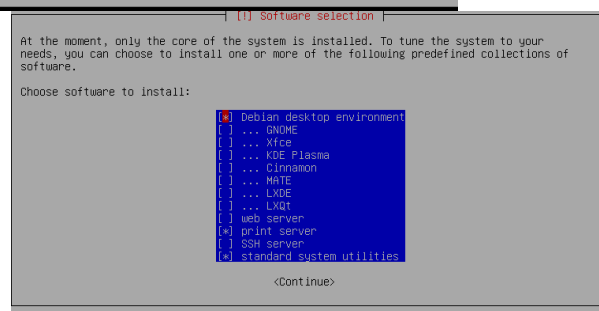 [!] Software selection
At the moment, only the core of the system is installed. To tune the system to your
needs, you can choose to install one or more of the following predefined collections of
software.
Choose software to install:
[*] Debian desktop environment
[ ] ... GNOME
[ ] ... Xfce
[ ] ... KDE Plasma
[ ] ... Cinnamon
[ ] ... MATE
[ ] ... LXDE
[ ] ... LXQt
[ ] web server
[*] print server
[ ] SSH server
[*] standard system utilities
<Continue>